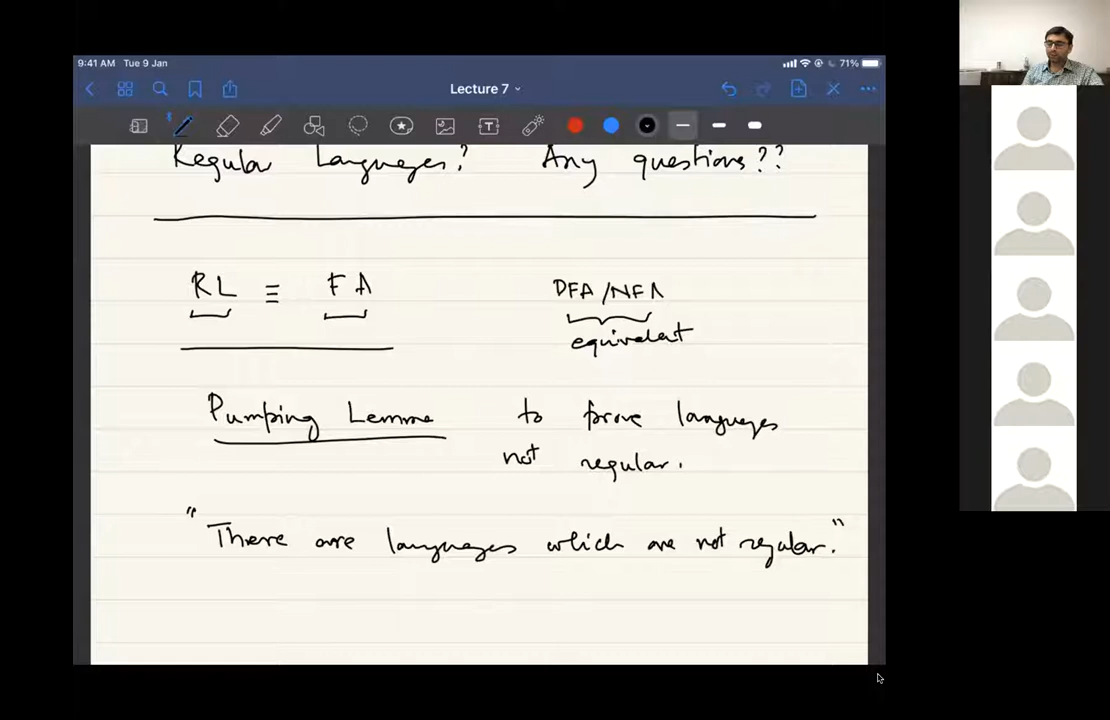 9:41 AM Tue 9 Jan 71%
Lecture 7
Regular Languages? Any questions??
RL ≡ FA DFA/NFA
equivalent
Pumping Lemma to prove languages
not regular.
"There are languages which are not regular."